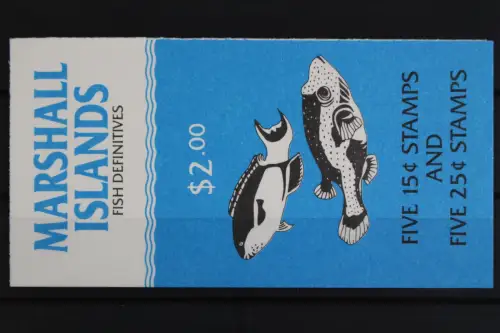 MARSHALL
ISLANDS
FISH DEFINITIVES
$2.00
FIVE 15¢ STAMPS
AND
FIVE 25¢ STAMPS